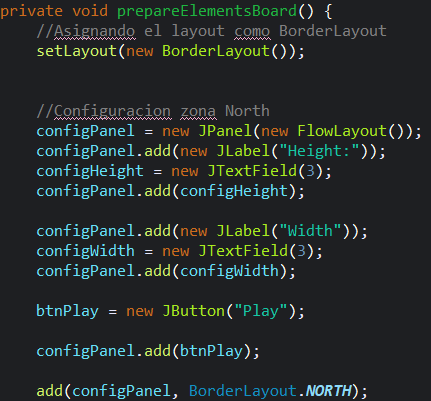 private void prepareElementsBoard() {
//Asignando el layout como BorderLayout
setLayout(new BorderLayout());
//Configuracion zona North
configPanel = new JPanel(new FlowLayout());
configPanel.add(new JLabel("Height:"));
configHeight = new JTextField(3);
configPanel.add(configHeight);
configPanel.add(new JLabel("Width"));
configWidth = new JTextField(3);
configPanel.add(configWidth);
btnPlay = new JButton("Play");
configPanel.add(btnPlay);
add(configPanel, BorderLayout.NORTH);